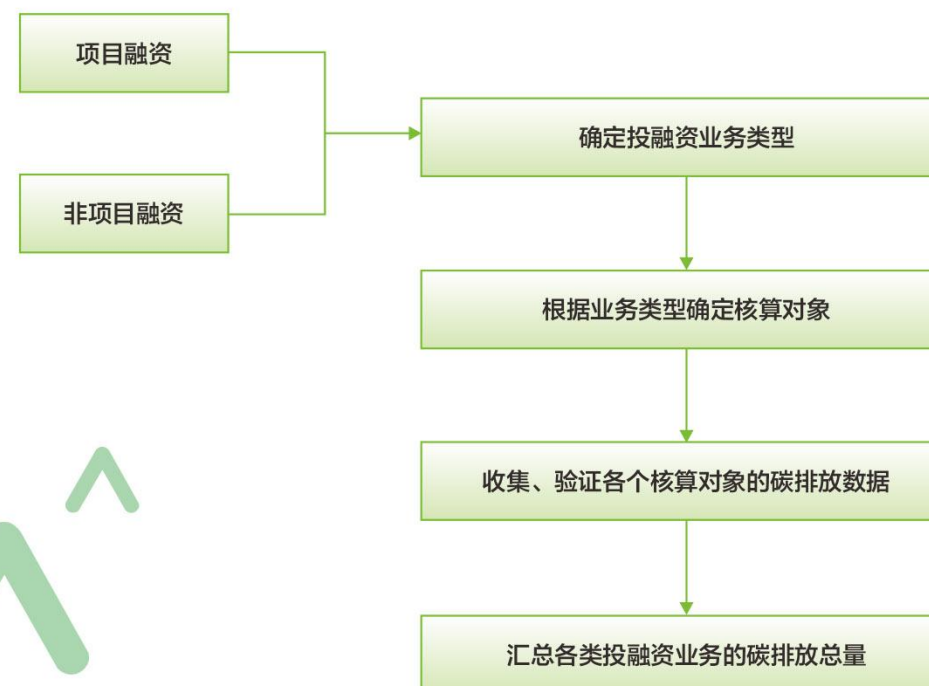 项目融资
非项目融资
确定投融资业务类型
根据业务类型确定核算对象
收集、验证各个核算对象的碳排放数据
汇总各类投融资业务的碳排放总量